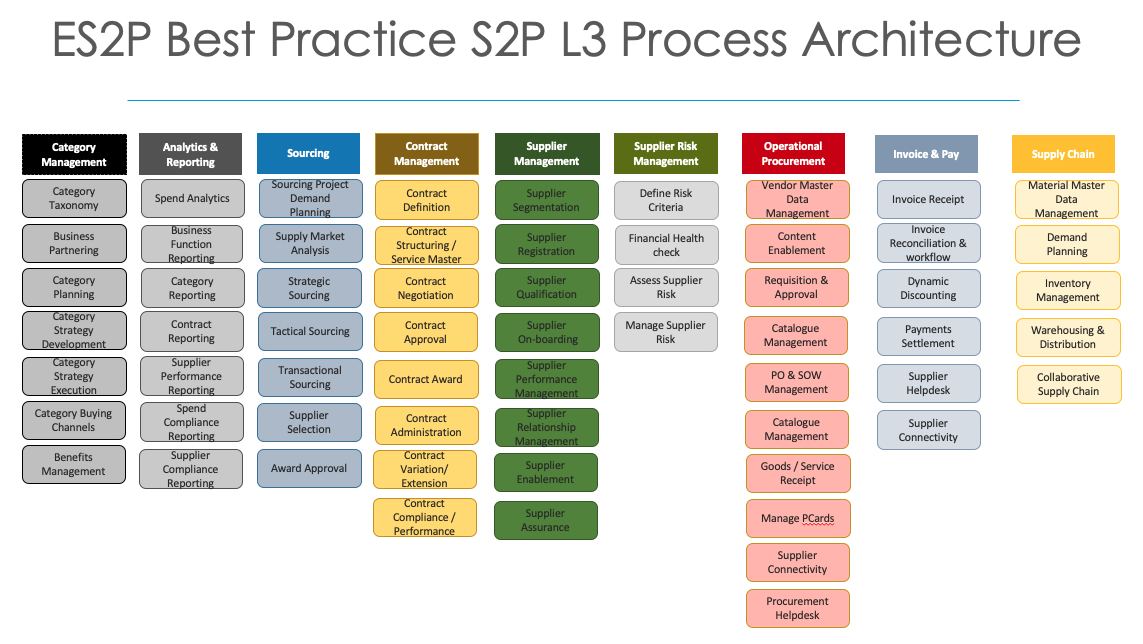 ES2P Best Practice S2P L3 Process Architecture
Category
Management
Category
Taxonomy
Business
Partnering
Category
Planning
Category
Strategy
Development
Category
Strategy
Execution
Category Buying
Channels
Benefits
Management
Analytics &
Reporting
Spend Analytics
Business
Function
Reporting
Category
Reporting
Contract
Reporting
Supplier
Performance
Reporting
Spend
Compliance
Reporting
Supplier
Compliance
Reporting
Sourcing
Sourcing Project
Demand
Planning
Supply Market
Analysis
Strategic
Sourcing
Tactical Sourcing
Transactional
Sourcing
Supplier
Selection
Award Approval
Contract
Management
Contract
Definition
Contract
Structuring /
Service Master
Contract
Negotiation
Contract
Approval
Contract Award
Contract
Administration
Contract
Variation/
Extension
Contract
Compliance /
Performance
Supplier
Management
Supplier
Segmentation
Supplier
Registration
Supplier
Qualification
Supplier
On-boarding
Supplier
Performance
Management
Supplier
Relationship
Management
Supplier
Enablement
Supplier
Assurance
Supplier Risk
Management
Define Risk
Criteria
Financial Health
check
Assess Supplier
Risk
Manage Supplier
Risk
Operational
Procurement
Vendor Master
Data
Management
Content
Enablement
Requisition &
Approval
Catalogue
Management
PO & SOW
Management
Catalogue
Management
Goods / Service
Receipt
Manage PCards
Supplier
Connectivity
Procurement
Helpdesk
Invoice & Pay
Invoice Receipt
Invoice
Reconciliation &
workflow
Dynamic
Discounting
Payments
Settlement
Supplier
Helpdesk
Supplier
Connectivity
Supply Chain
Material Master
Data
Management
Demand
Planning
Inventory
Management
Warehousing &
Distribution
Collaborative
Supply Chain